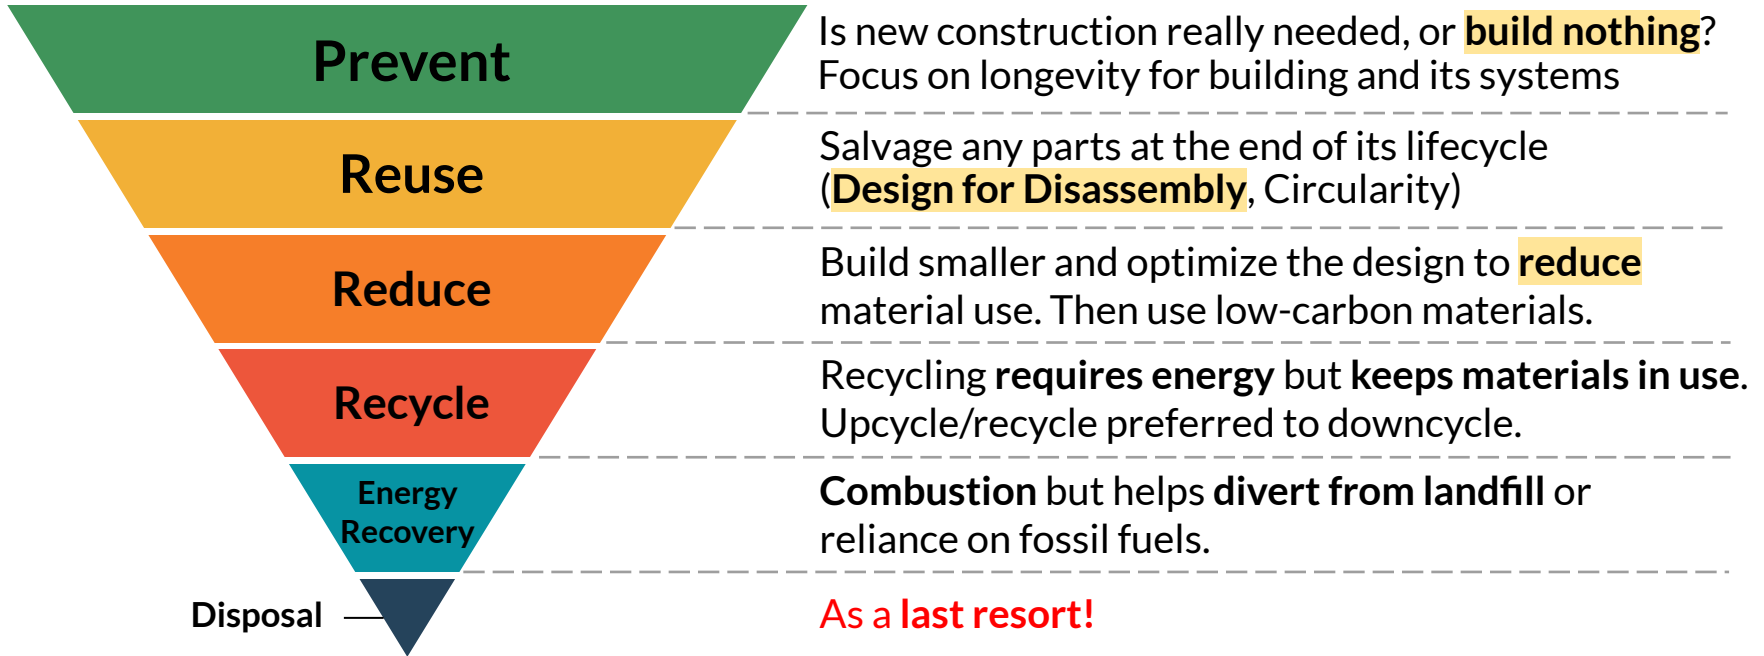 Prevent
Is new construction really needed, or build nothing?
Focus on longevity for building and its systems
Reuse
Salvage any parts at the end of its lifecycle
(Design for Disassembly, Circularity)
Reduce
Build smaller and optimize the design to reduce
material use. Then use low-carbon materials.
Recycle
Recycling requires energy but keeps materials in use.
Upcycle/recycle preferred to downcycle.
Energy
Recovery
Combustion but helps divert from landfill or
reliance on fossil fuels.
Disposal
As a last resort!